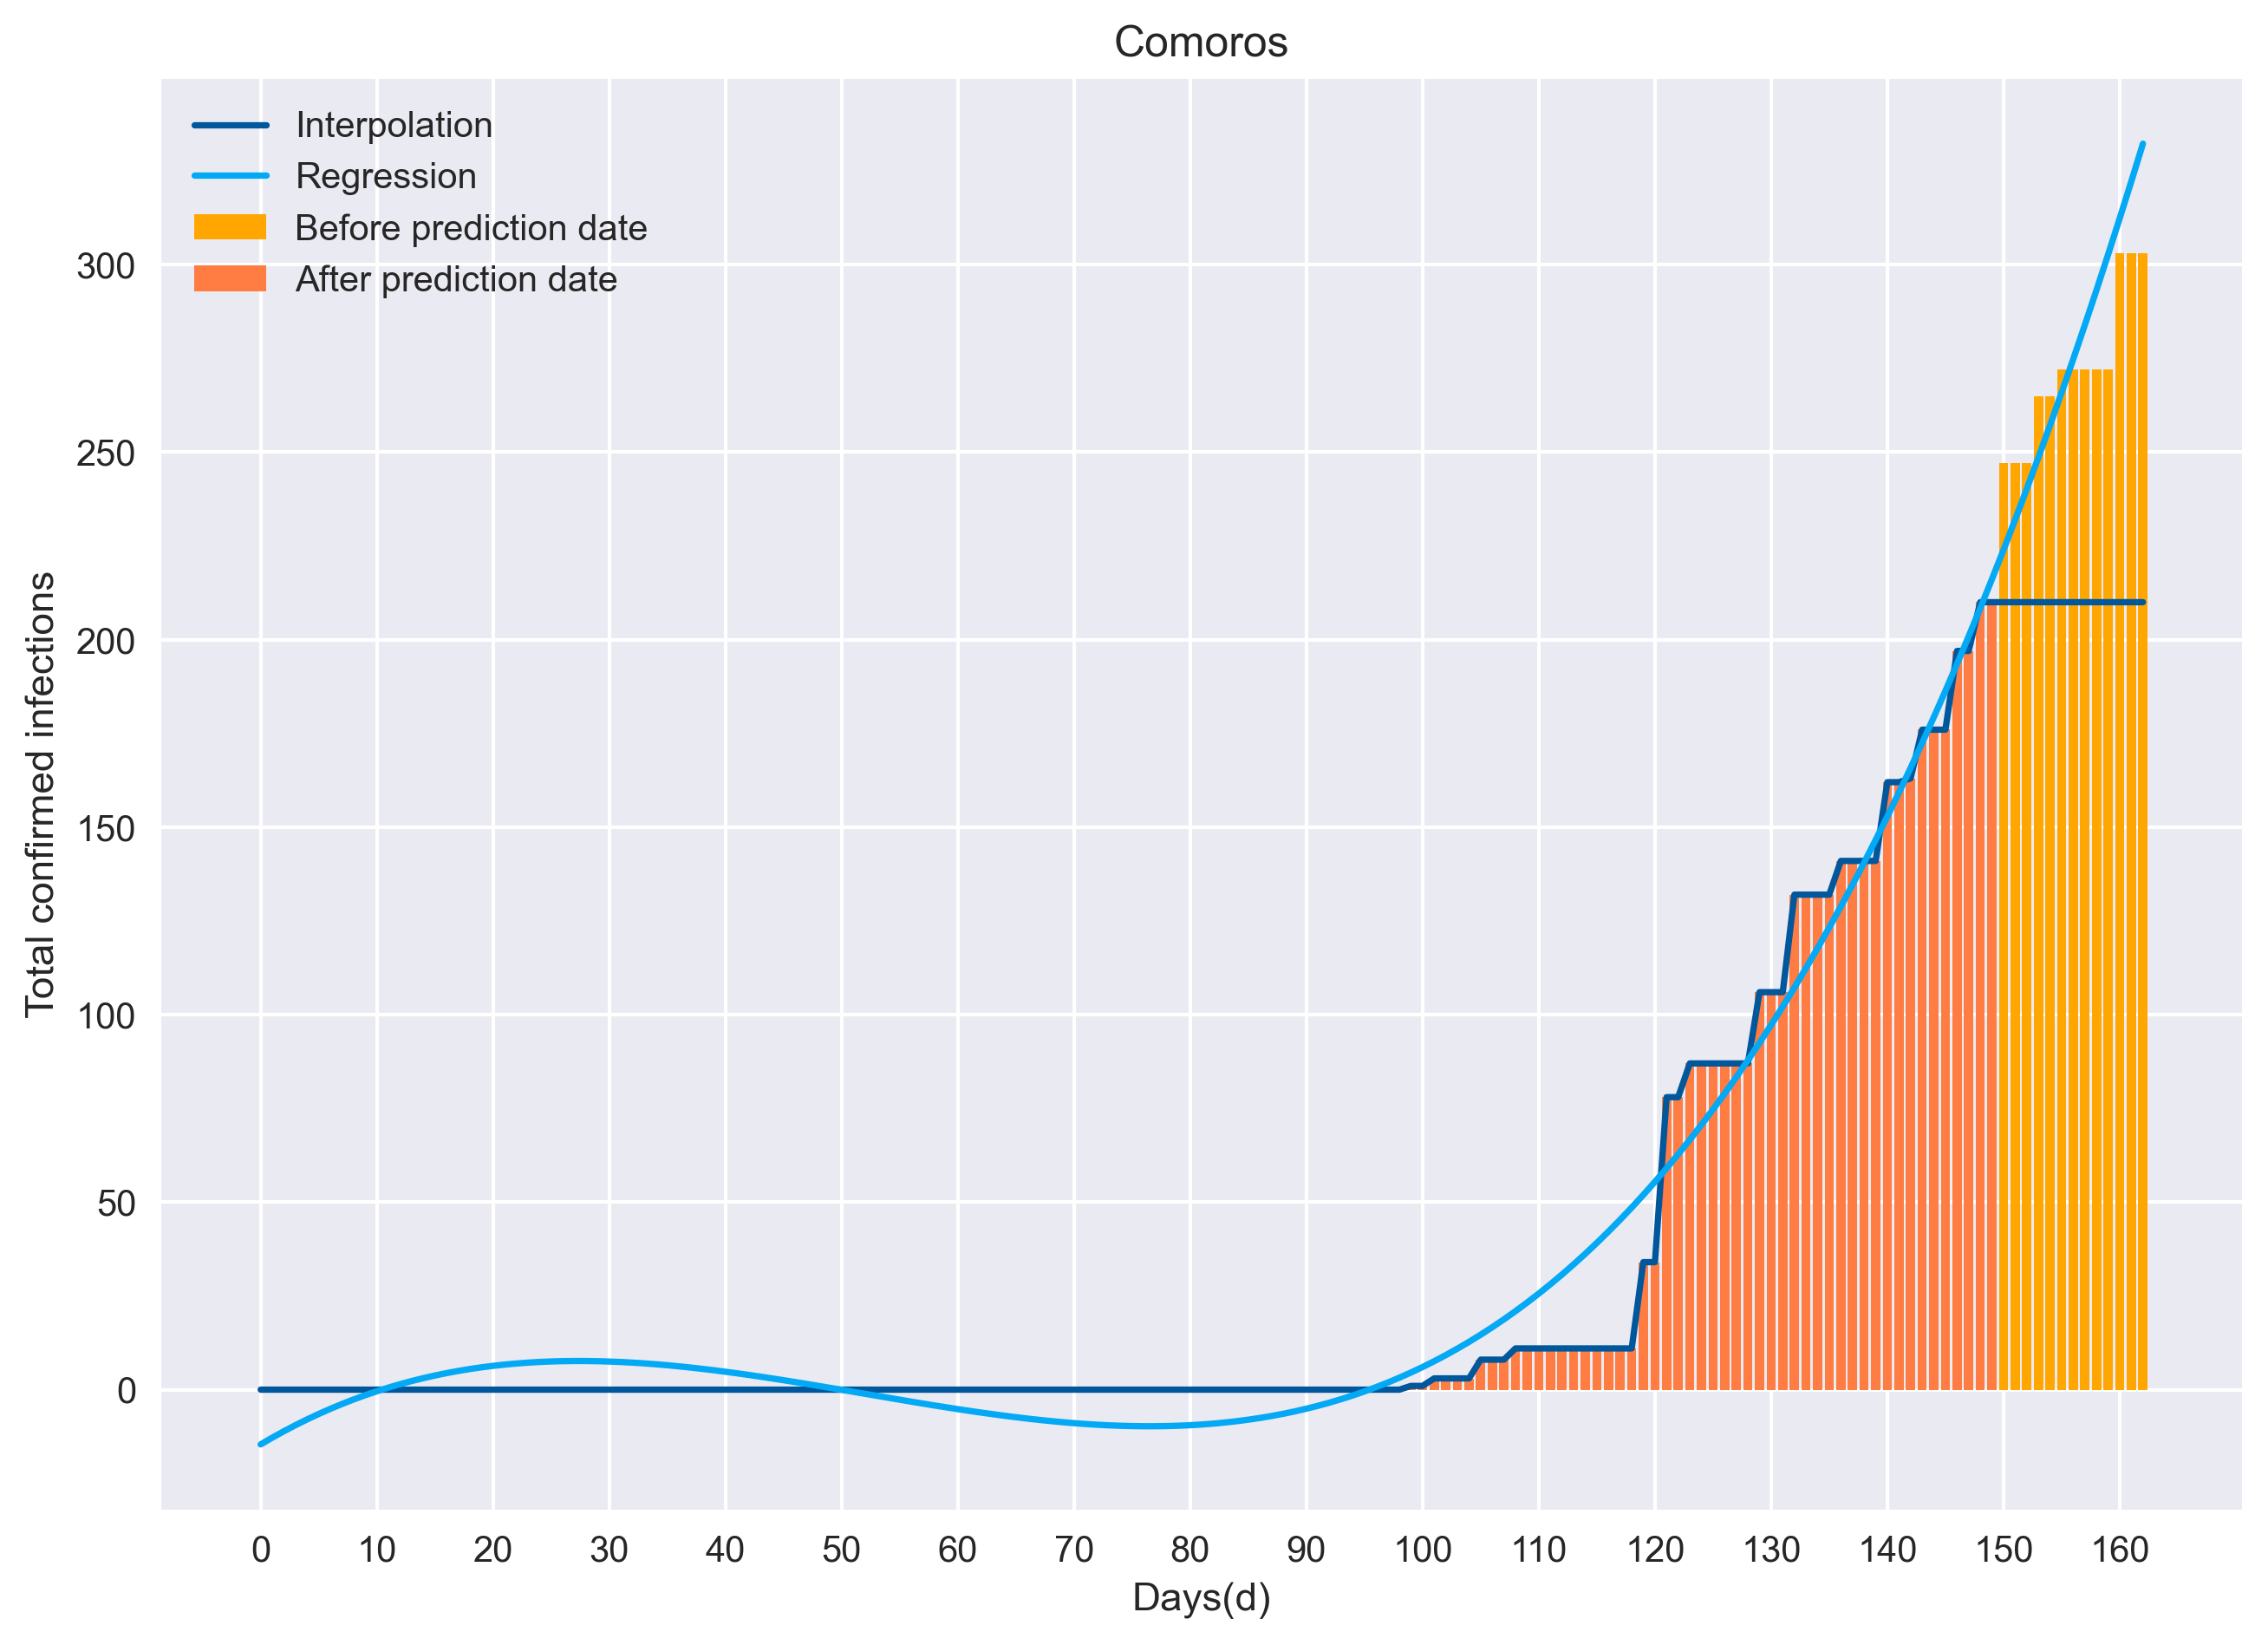 Comoros
Interpolation
Regression
Before prediction date
After prediction date
300
250
200
150
100
50
0
Total confirmed infections
0 10 20 30 40 50 60 70 80 90 100 110 120 130 140 150 160
Days(d)